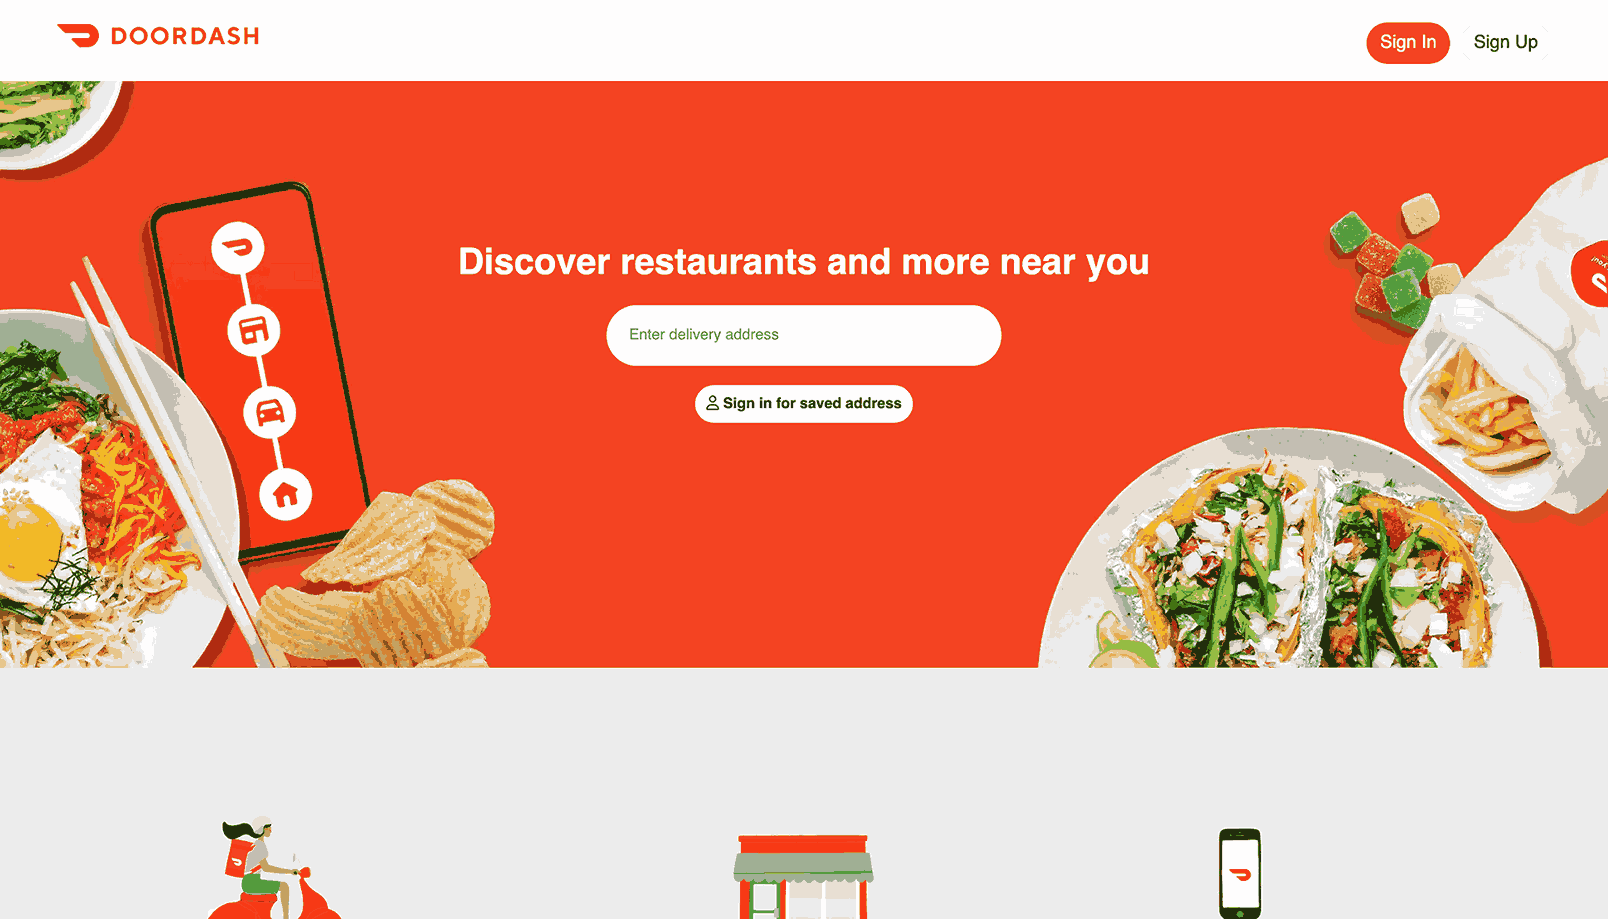 DOORDASH
Sign In
Sign Up
Discover restaurants and more near you
Enter delivery address
Sign in for saved address